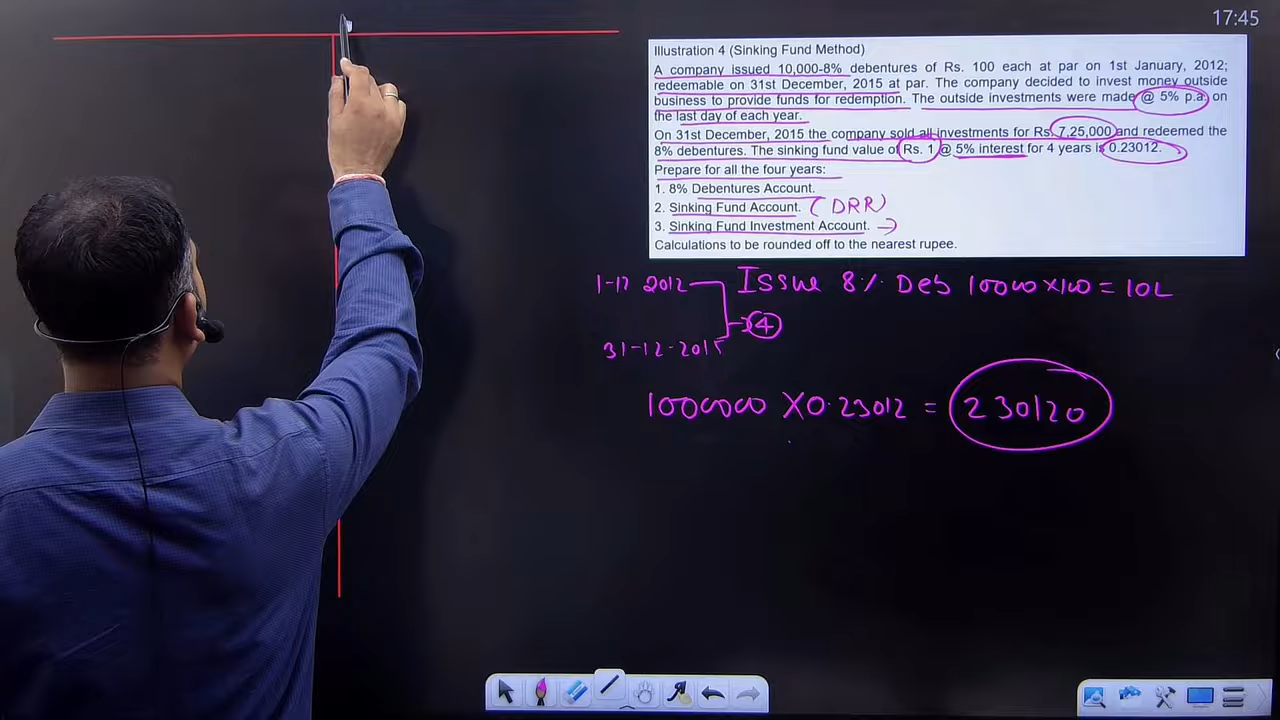 17:45
Illustration 4 (Sinking Fund Method)
A company issued 10,000-8% debentures of Rs. 100 each at par on 1st January, 2012;
redeemable on 31st December, 2015 at par. The company decided to invest money outside
business to provide funds for redemption. The outside investments were made @ 5% p.a. on
the last day of each year.
On 31st December, 2015 the company sold all investments for Rs. 7,25,000 and redeemed the
8% debentures. The sinking fund value of Rs. 1 @ 5% interest for 4 years is 0.23012.
Prepare for all the four years:
1. 8% Debentures Account.
2. Sinking Fund Account. (DRR)
3. Sinking Fund Investment Account. →
Calculations to be rounded off to the nearest rupee.
2012 Issue 8% Deb 10000 × 100 = 10L
4
31-12-2015
1000000 × 0.23012 = 230120